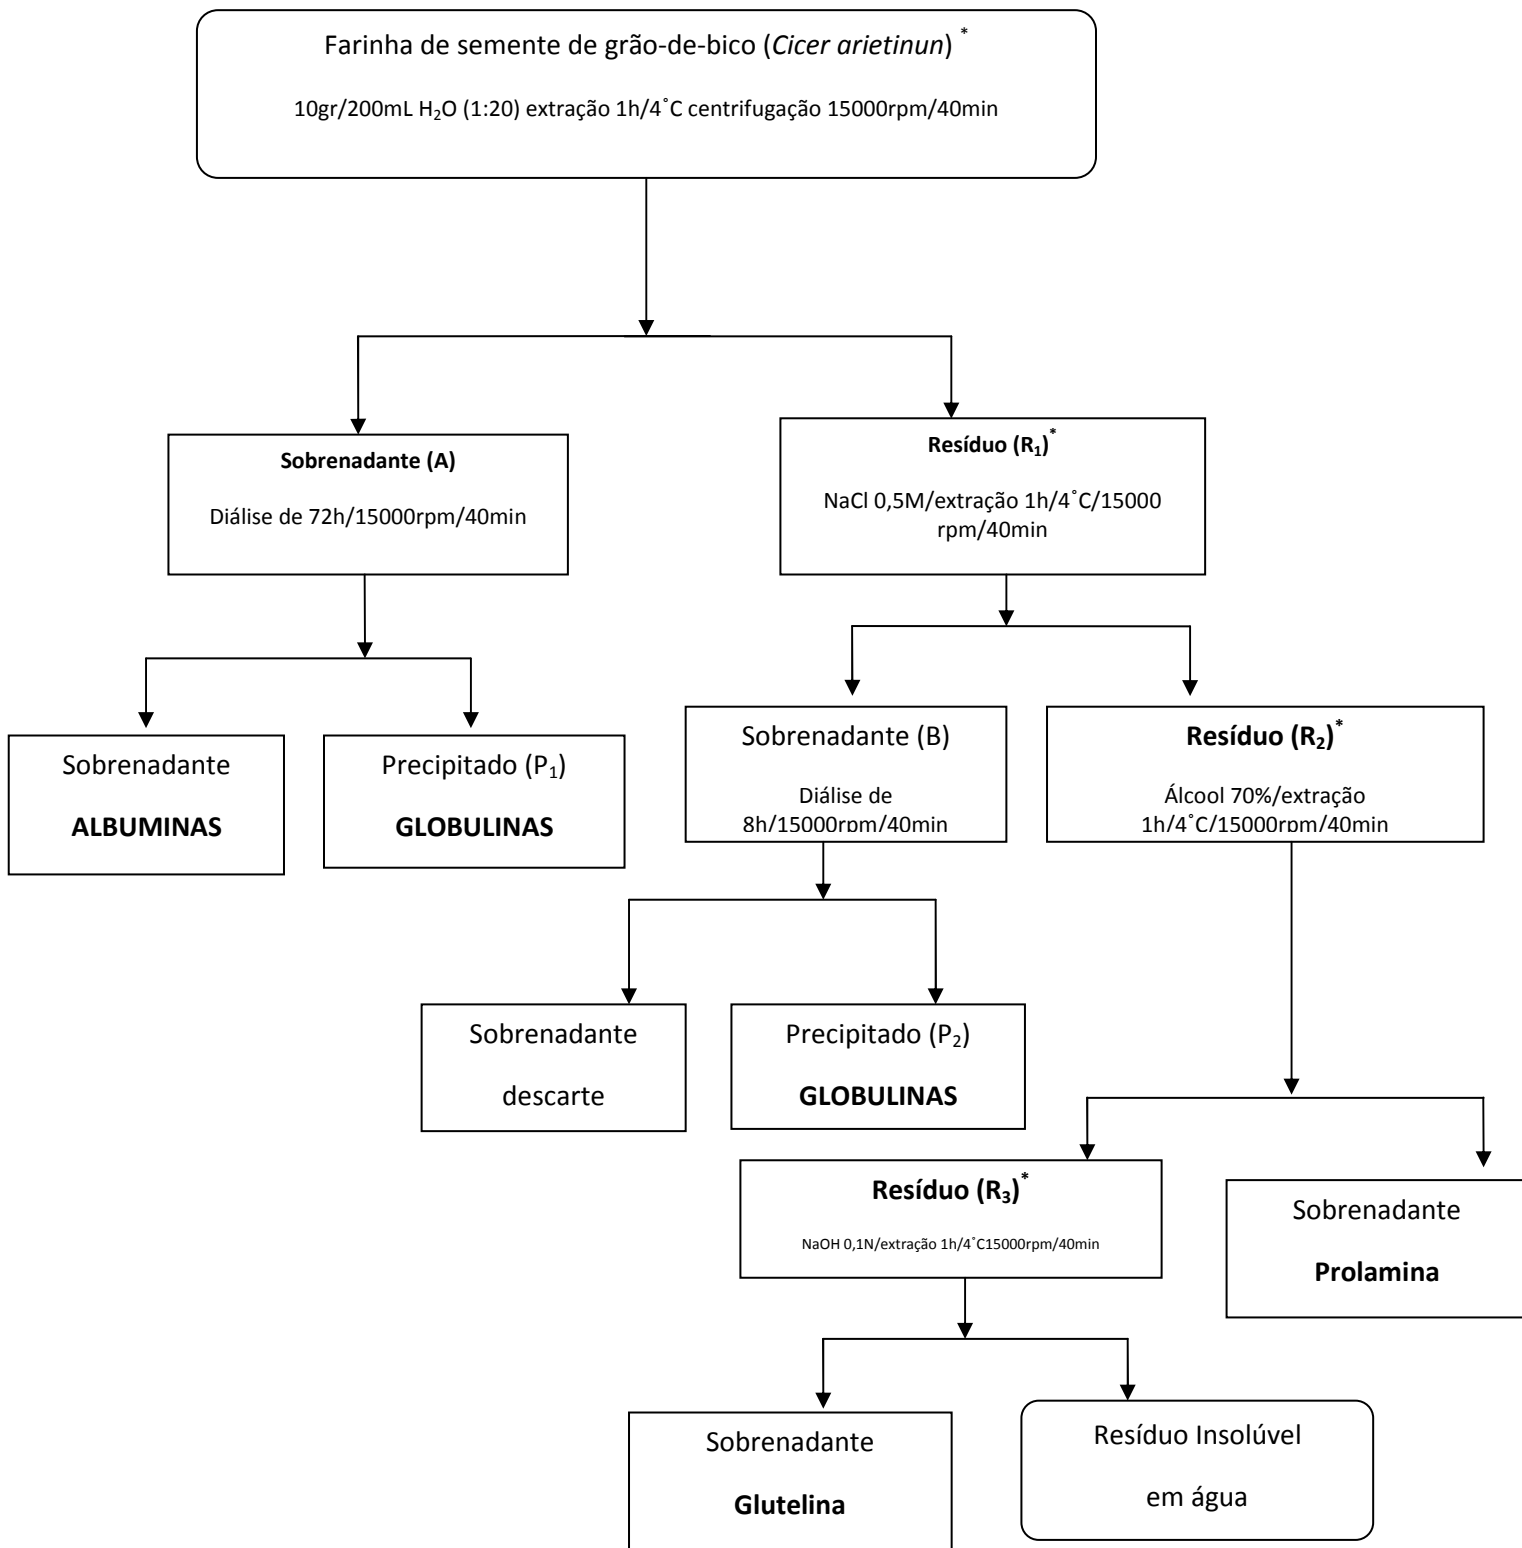 Farinha de semente de grão-de-bico (Cicer arietinun) *
10gr/200mL H₂O (1:20) extração 1h/4˚C centrifugação 15000rpm/40min
Sobrenadante (A)
Diálise de 72h/15000rpm/40min
Resíduo (R₁)*
NaCl 0,5M/extração 1h/4˚C/15000
rpm/40min
Sobrenadante
ALBUMINAS
Precipitado (P₁)
GLOBULINAS
Sobrenadante (B)
Diálise de
8h/15000rpm/40min
Resíduo (R₂)*
Álcool 70%/extração
1h/4˚C/15000rpm/40min
Sobrenadante
descarte
Precipitado (P₂)
GLOBULINAS
Resíduo (R₃)*
NaOH 0,1N/extração 1h/4˚C15000rpm/40min
Sobrenadante
Prolamina
Sobrenadante
Glutelina
Resíduo Insolúvel
em água